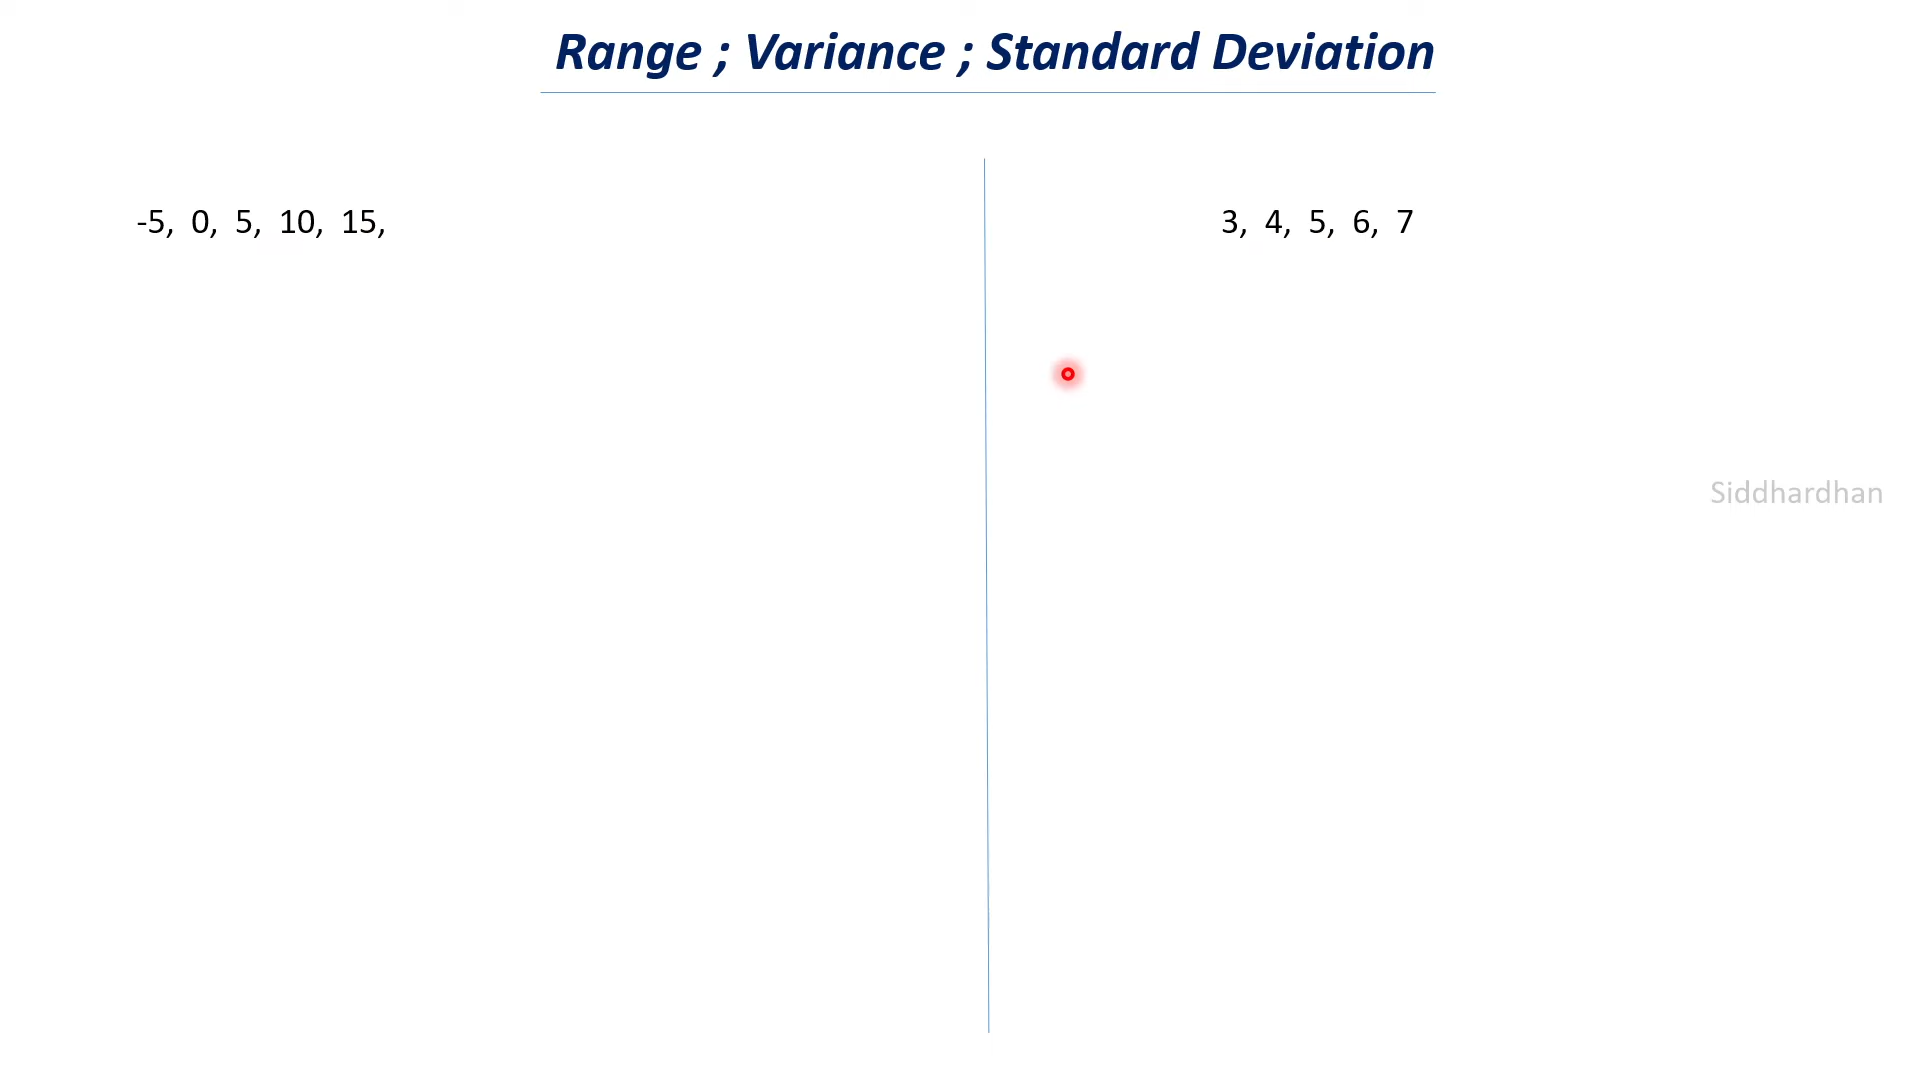 Range ; Variance ; Standard Deviation
-5, 0, 5, 10, 15,
3, 4, 5, 6, 7
Siddhardhan